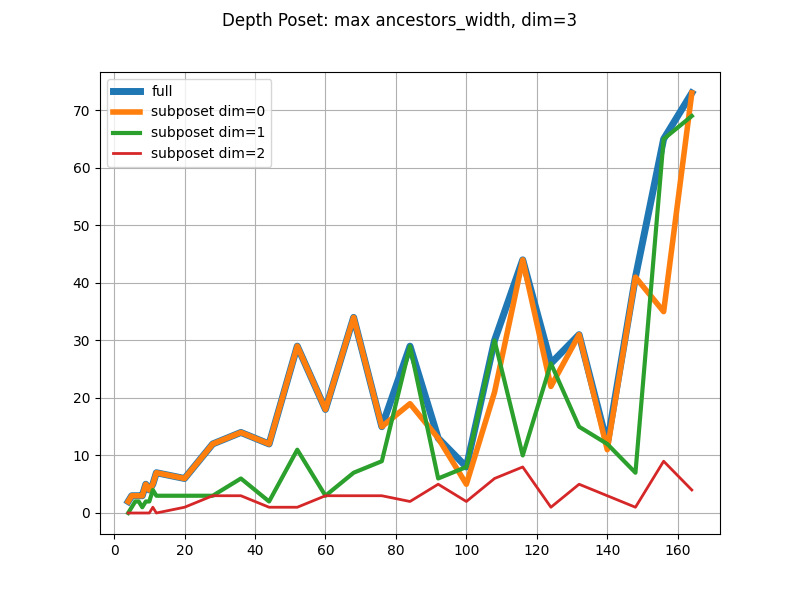 Depth Poset: max ancestors_width, dim=3
full
subposet dim=0
subposet dim=1
subposet dim=2
70
60
50
40
30
20
10
0
0 20 40 60 80 100 120 140 160